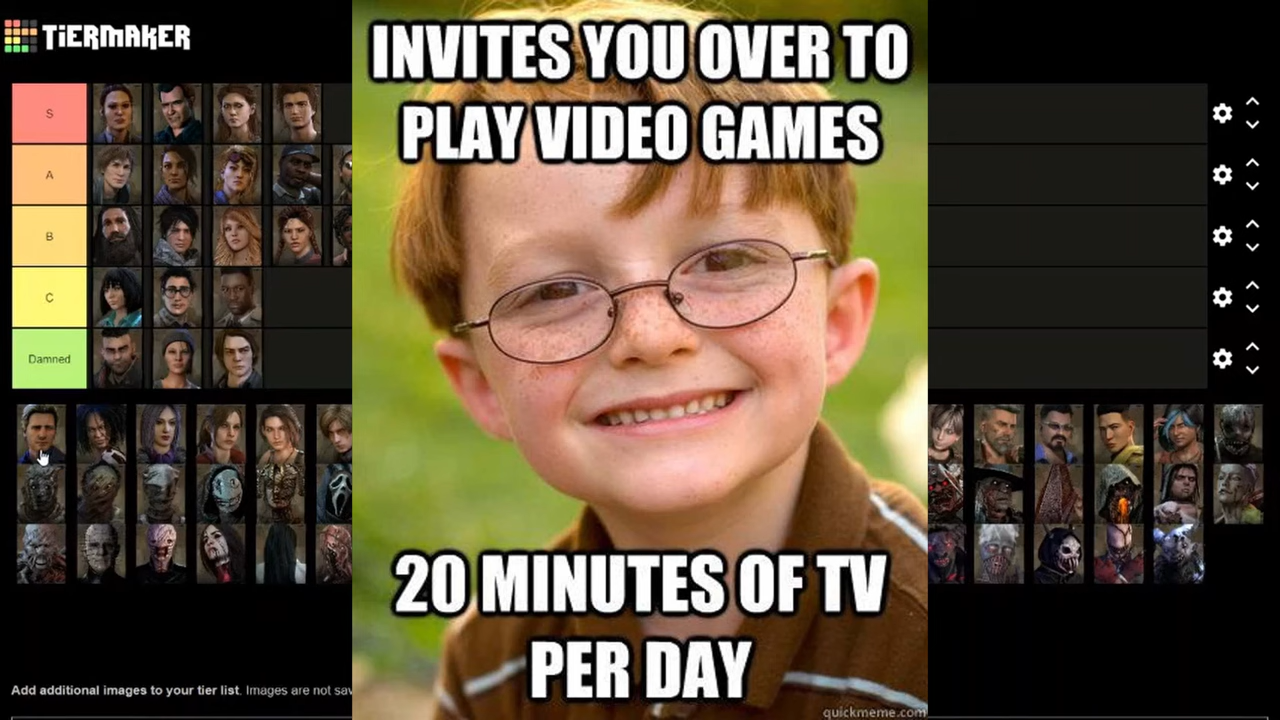 TiERMAKER
INVITES YOU OVER TO
PLAY VIDEO GAMES
S
A
B
C
Damned
20 MINUTES OF TV
PER DAY
Add additional images to your tier list. Images are not sav
quickmeme.com